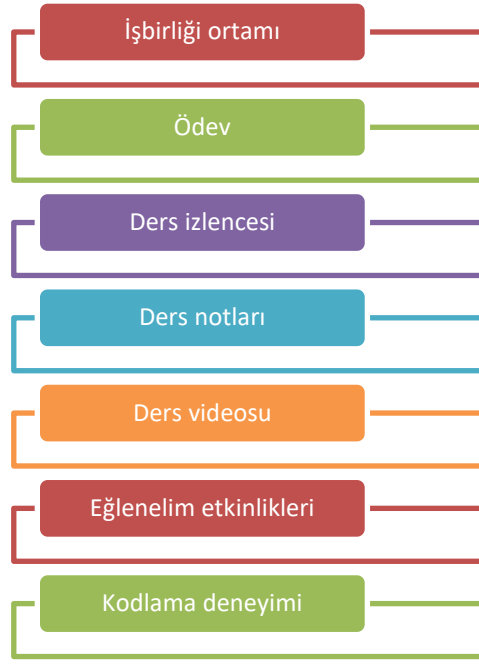 İşbirliği ortamı
Ödev
Ders izlencesi
Ders notları
Ders videosu
Eğlenelim etkinlikleri
Kodlama deneyimi